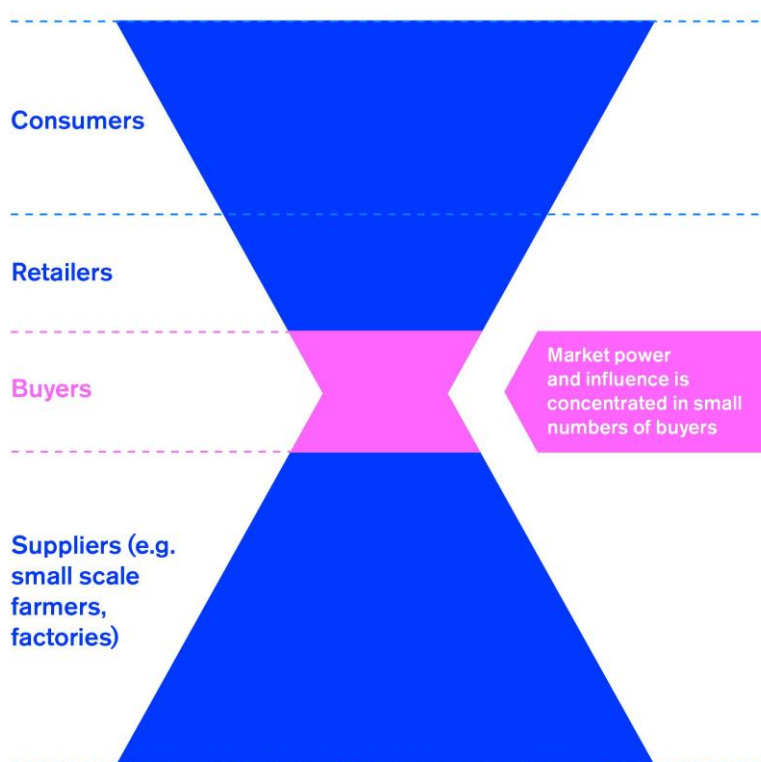 Consumers
Retailers
Buyers
Market power
and influence is
concentrated in small
numbers of buyers
Suppliers (e.g.
small scale
farmers,
factories)